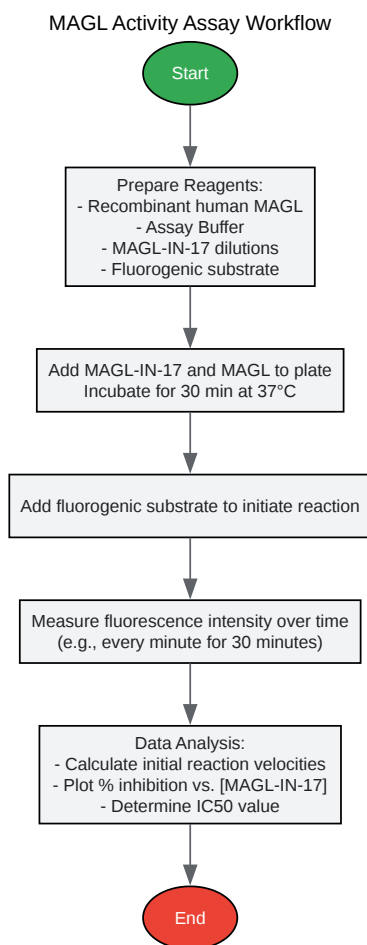 MAGL Activity Assay Workflow
Start
Prepare Reagents:
- Recombinant human MAGL
- Assay Buffer
- MAGL-IN-17 dilutions
- Fluorogenic substrate
Add MAGL-IN-17 and MAGL to plate
Incubate for 30 min at 37°C
Add fluorogenic substrate to initiate reaction
Measure fluorescence intensity over time
(e.g., every minute for 30 minutes)
Data Analysis:
- Calculate initial reaction velocities
- Plot % inhibition vs. [MAGL-IN-17]
- Determine IC50 value
End